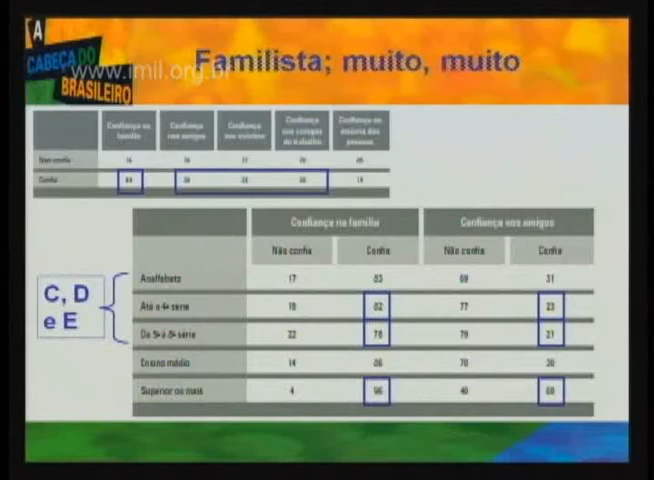 A
CABEÇA DO
BRASILEIRO
www.imil.org.br
Familista; muito, muito
Confiança na família
Confiança nos amigos
Confiança nos vizinhos
Confiança nos colegas de trabalho
Confiança na maioria das pessoas
Não confia
Confia
Confiança na família Confiança nos amigos
Não confia Confia Não confia Confia
Analfabeto 17 83 69 31
Até a 4ª série 18 82 77 23
Da 5ª à 8ª série 22 78 79 21
Ensino médio 14 86 70 30
Superior ou mais 4 96 40 60
C, D
e E